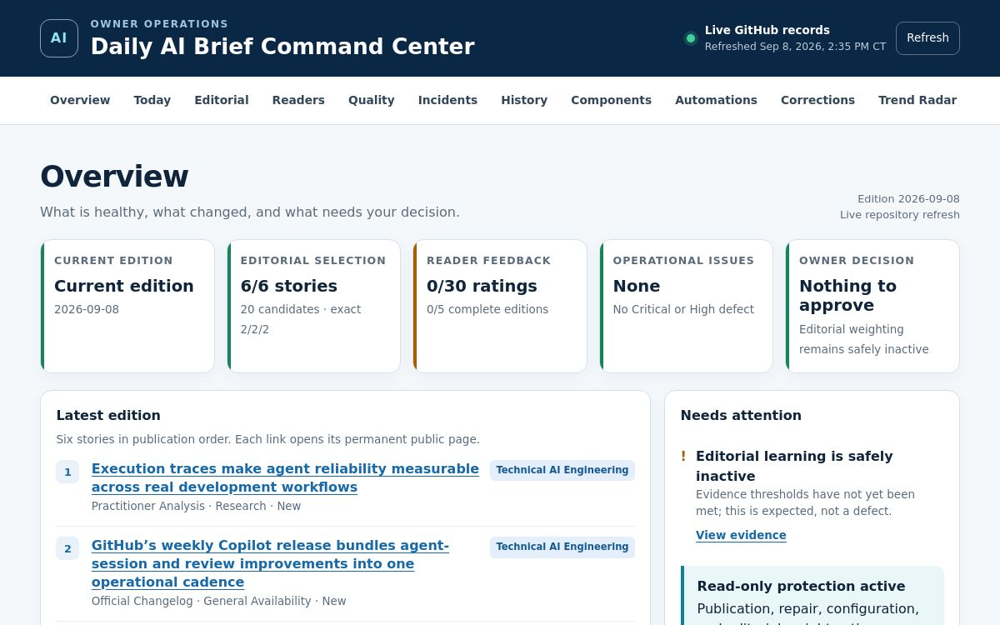 AI
OWNER OPERATIONS
Daily AI Brief Command Center
Live GitHub records
Refreshed Sep 8, 2026, 2:35 PM CT
Refresh
Overview
Today
Editorial
Readers
Quality
Incidents
History
Components
Automations
Corrections
Trend Radar
Overview
What is healthy, what changed, and what needs your decision.
Edition 2026-09-08
Live repository refresh
CURRENT EDITION
Current edition
2026-09-08
EDITORIAL SELECTION
6/6 stories
20 candidates · exact
2/2/2
READER FEEDBACK
0/30 ratings
0/5 complete editions
OPERATIONAL ISSUES
None
No Critical or High defect
OWNER DECISION
Nothing to
approve
Editorial weighting
remains safely inactive
Latest edition
Six stories in publication order. Each link opens its permanent public page.
1
Execution traces make agent reliability measurable
across real development workflows
Practitioner Analysis · Research · New
Technical AI Engineering
2
GitHub’s weekly Copilot release bundles agent-
session and review improvements into one
operational cadence
Official Changelog · General Availability · New
Technical AI Engineering
Needs attention
!
Editorial learning is safely
inactive
Evidence thresholds have not yet been
met; this is expected, not a defect.
View evidence
Read-only protection active
Publication, repair, configuration,